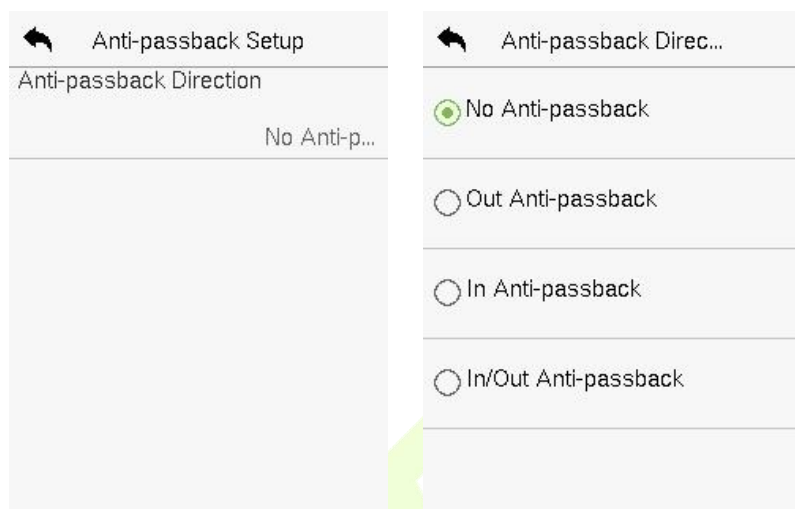 Anti-passback Setup
Anti-passback Direction
No Anti-p...
Anti-passback Direc...
No Anti-passback
Out Anti-passback
In Anti-passback
In/Out Anti-passback